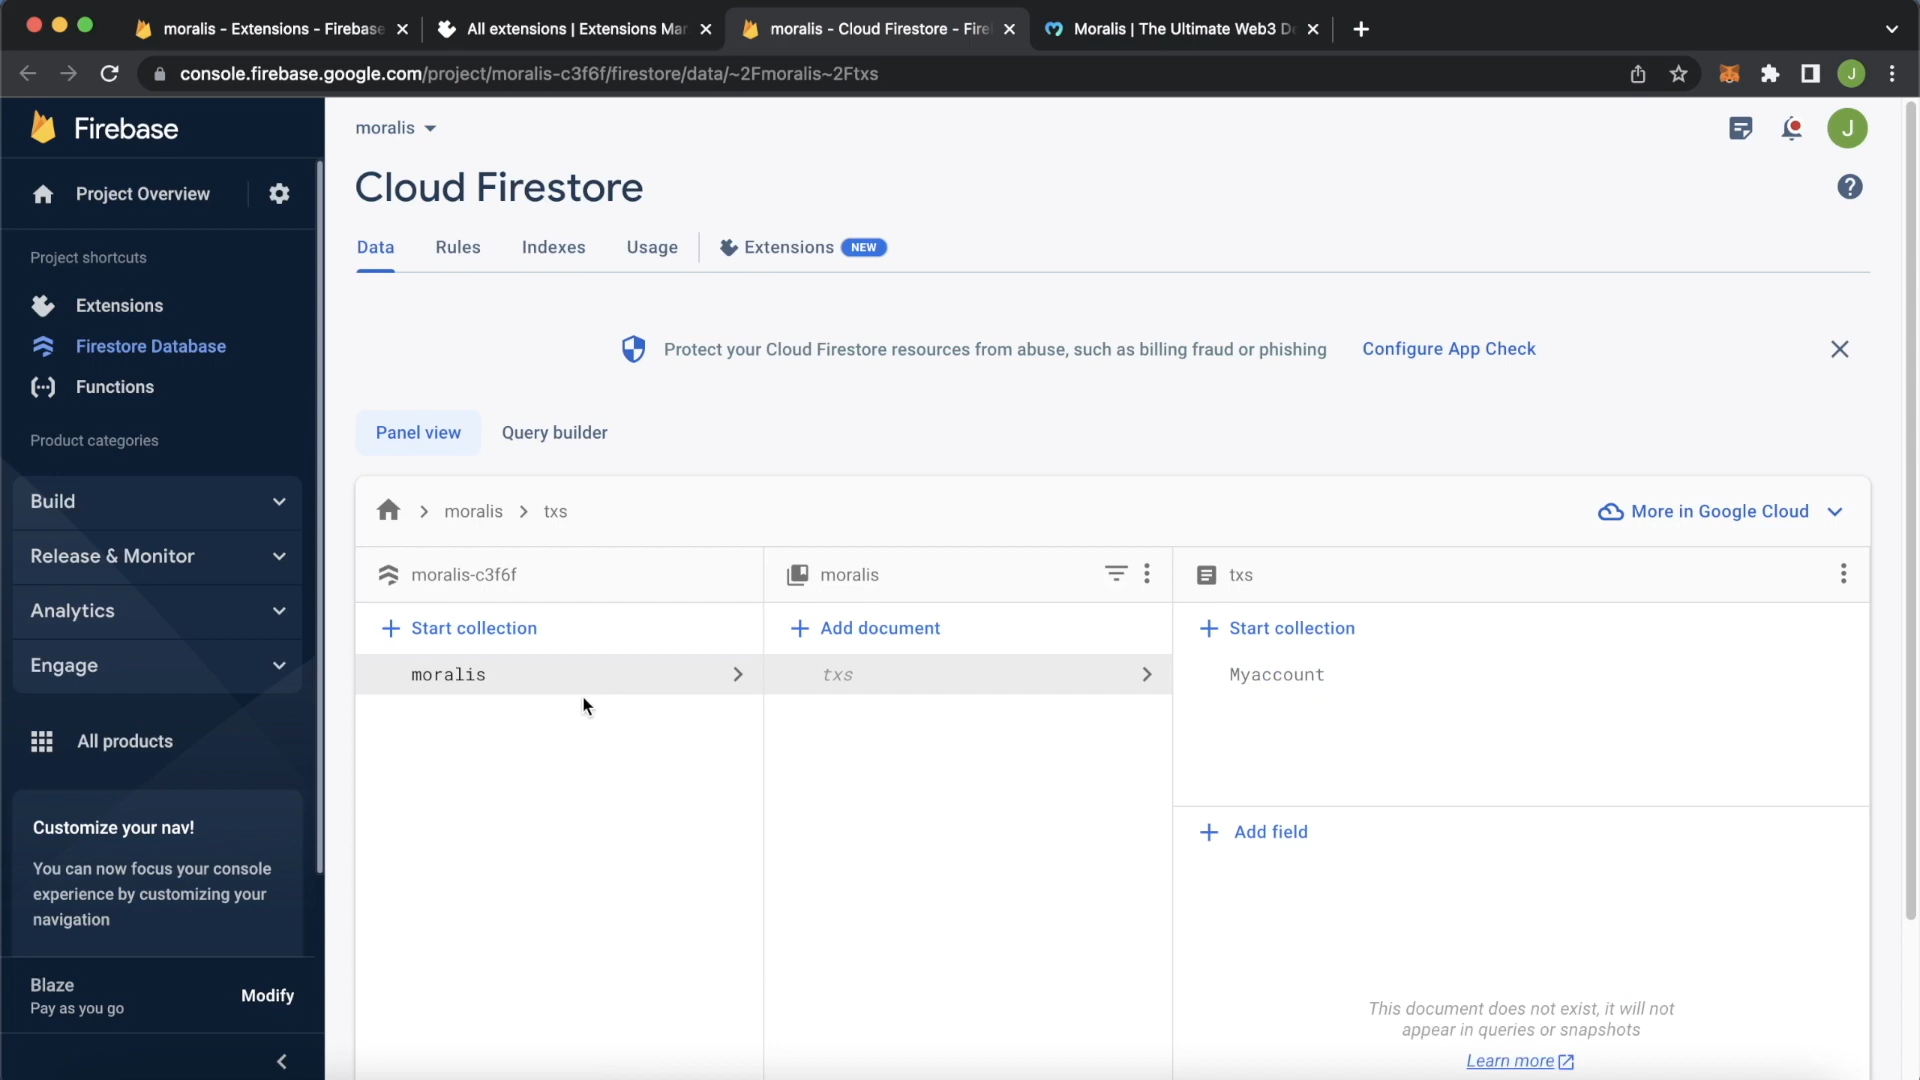 moralis - Extensions - Firebase
All extensions | Extensions Mar
moralis - Cloud Firestore - Fire
Moralis | The Ultimate Web3 De
console.firebase.google.com/project/moralis-c3f6f/firestore/data/~2Fmoralis~2Ftxs
J
Firebase
moralis
J
Project Overview
Cloud Firestore
Project shortcuts
Data
Rules
Indexes
Usage
Extensions
NEW
Extensions
Firestore Database
Functions
Protect your Cloud Firestore resources from abuse, such as billing fraud or phishing
Configure App Check
Product categories
Panel view
Query builder
Build
Release & Monitor
Analytics
Engage
moralis
txs
More in Google Cloud
moralis-c3f6f
moralis
txs
Start collection
Add document
Start collection
moralis
txs
Myaccount
All products
Add field
Customize your nav!
You can now focus your console
experience by customizing your
navigation
Blaze
Pay as you go
Modify
This document does not exist, it will not
appear in queries or snapshots
Learn more